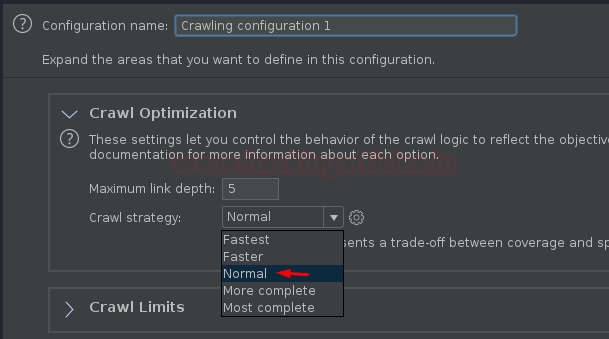 Configuration name: Crawling configuration 1
Expand the areas that you want to define in this configuration.
Crawl Optimization
These settings let you control the behavior of the crawl logic to reflect the objective
documentation for more information about each option.
Maximum link depth: 5
Crawl strategy: Normal
Fastest
sents a trade-off between coverage and sp
Faster
Normal
More complete
Most complete
Crawl Limits